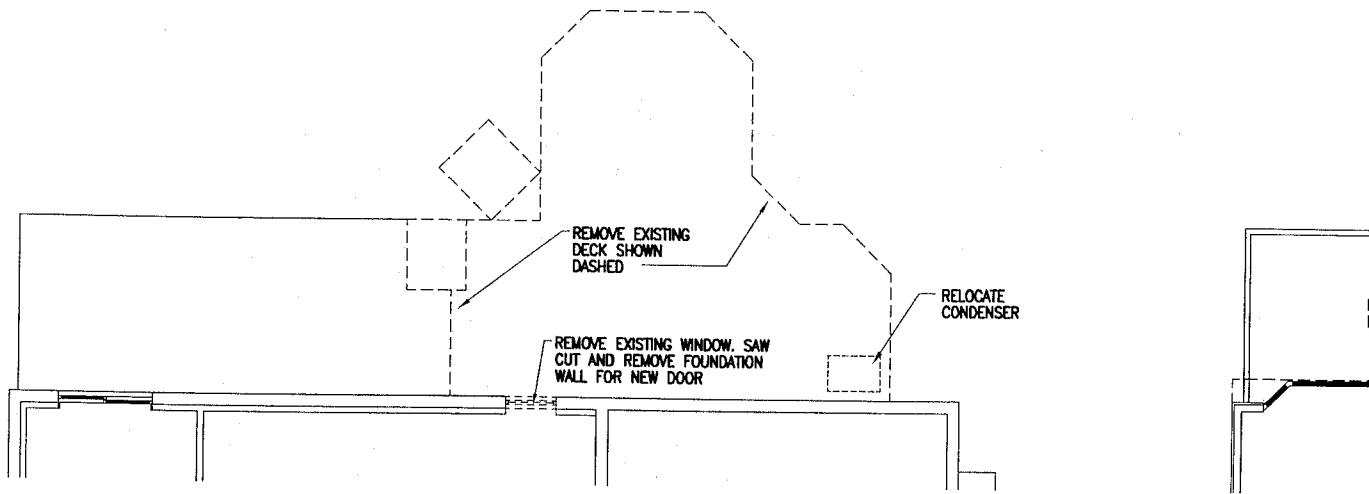 REMOVE EXISTING
DECK SHOWN
DASHED
RELOCATE
CONDENSER
REMOVE EXISTING WINDOW. SAW
CUT AND REMOVE FOUNDATION
WALL FOR NEW DOOR